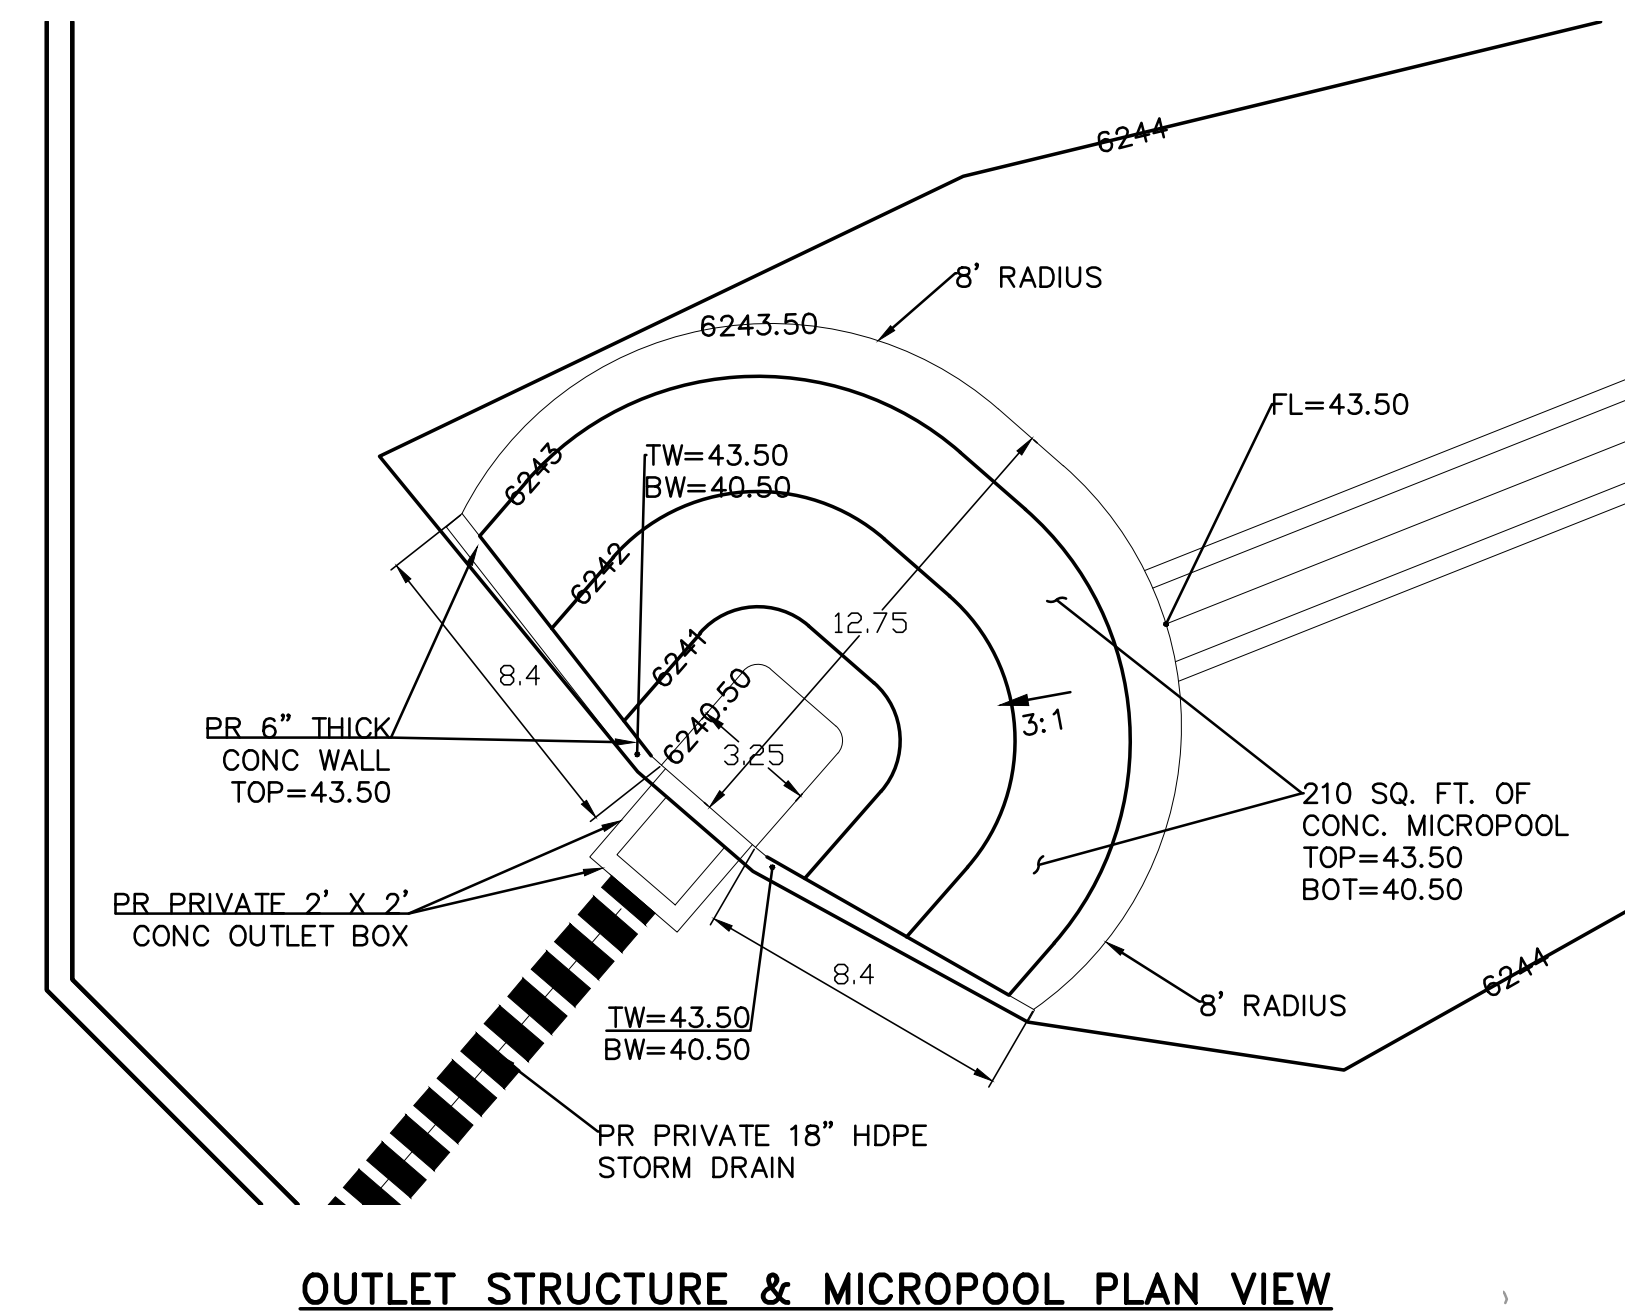 6244
8' RADIUS
6243.50
FL=43.50
TW=43.50
BW=40.50
6243
6242
12.75
6241
8.4
6240.50
3.25
3:1
PR 6" THICK
CONC WALL
TOP=43.50
210 SQ. FT. OF
CONC. MICROPOOL
TOP=43.50
BOT=40.50
PR PRIVATE 2' X 2'
CONC OUTLET BOX
8.4
6244
8' RADIUS
TW=43.50
BW=40.50
PR PRIVATE 18" HDPE
STORM DRAIN
OUTLET STRUCTURE & MICROPOOL PLAN VIEW